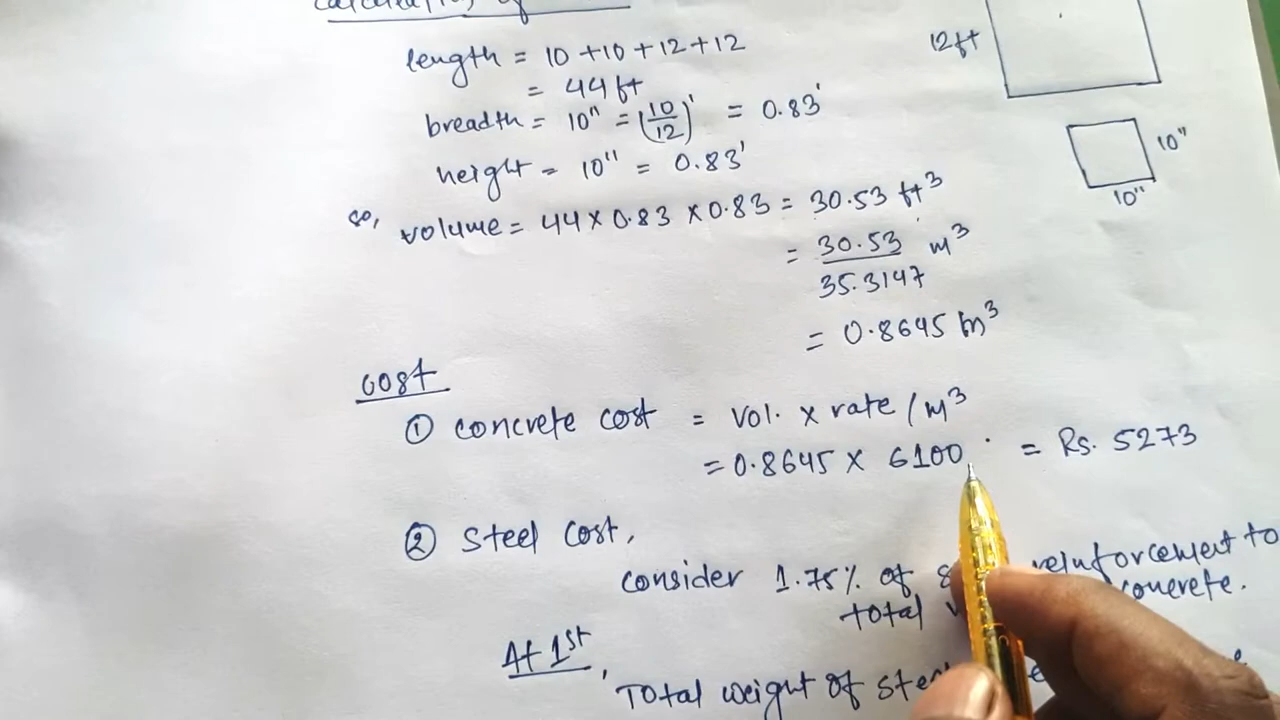 length = 10 + 10 + 12 + 12
= 44 ft
breadth = 10" = (10/12)' = 0.83'
height = 10" = 0.83'
so, volume = 44 × 0.83 × 0.83 = 30.53 ft³
= 30.53/35.3147 m³
= 0.8645 m³
12ft
10"
10"
cost
① concrete cost = vol. × rate / m³
= 0.8645 × 6100 = Rs. 5273
② steel cost,
consider 1.75% of reinforcement to
total concrete.
At 1st,
Total weight of